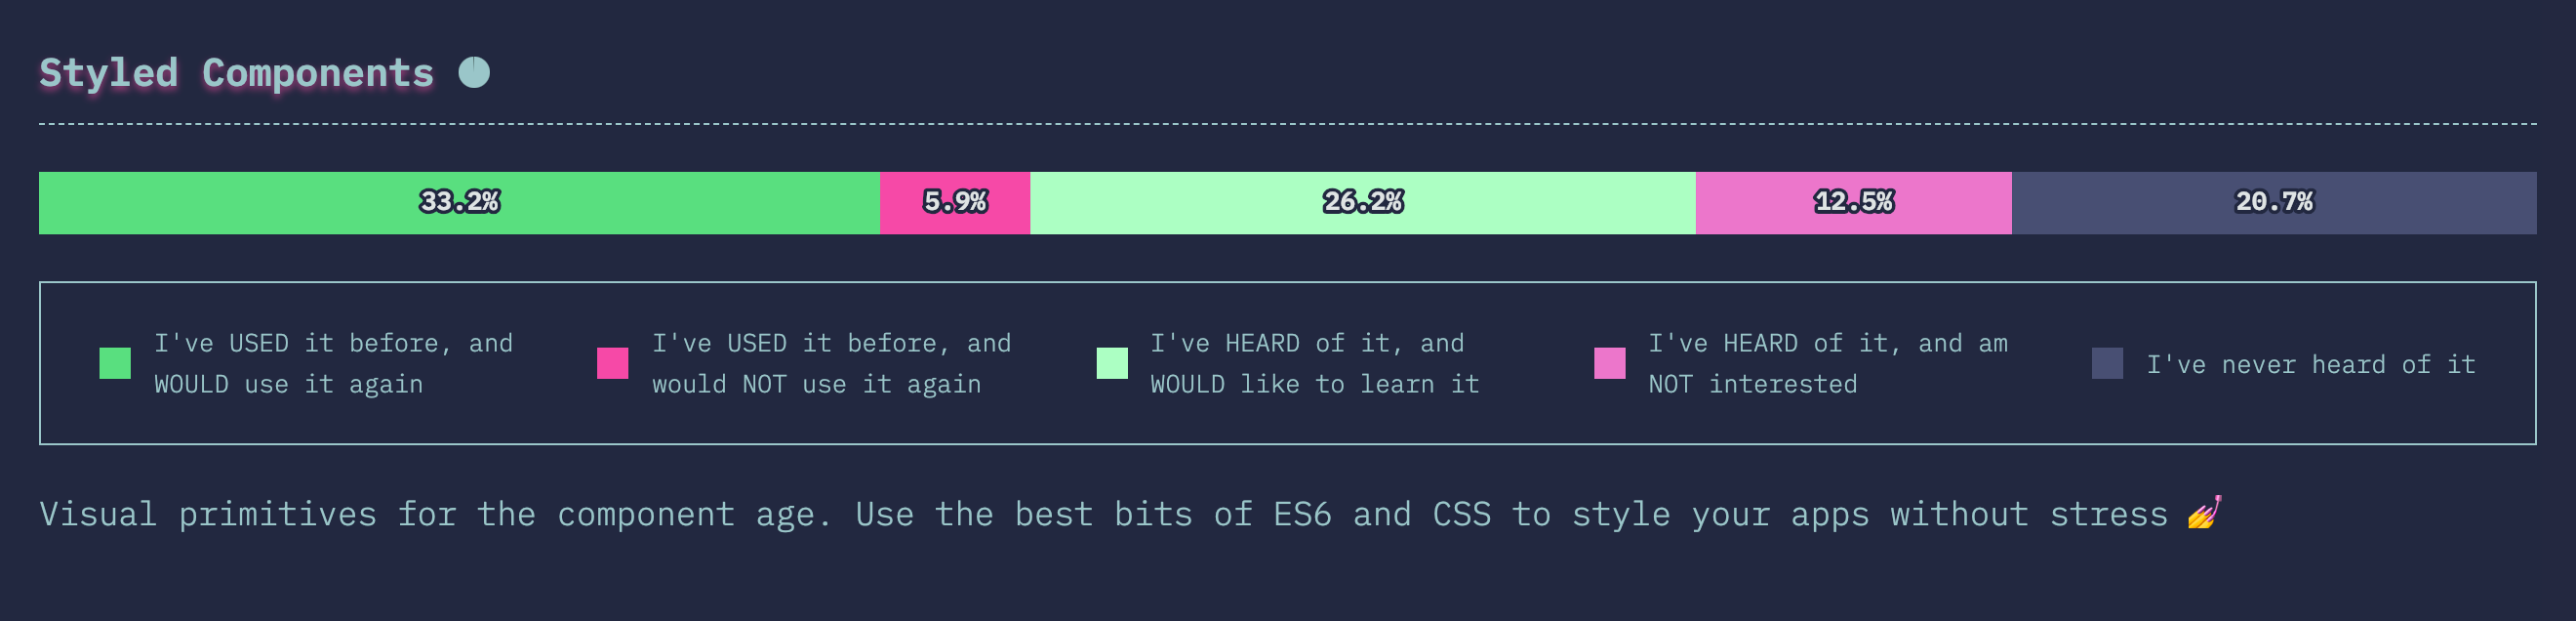 Styled Components
33.2% 5.9% 26.2% 12.5% 20.7%
I've USED it before, and
WOULD use it again
I've USED it before, and
would NOT use it again
I've HEARD of it, and
WOULD like to learn it
I've HEARD of it, and am
NOT interested
I've never heard of it
Visual primitives for the component age. Use the best bits of ES6 and CSS to style your apps without stress 💅